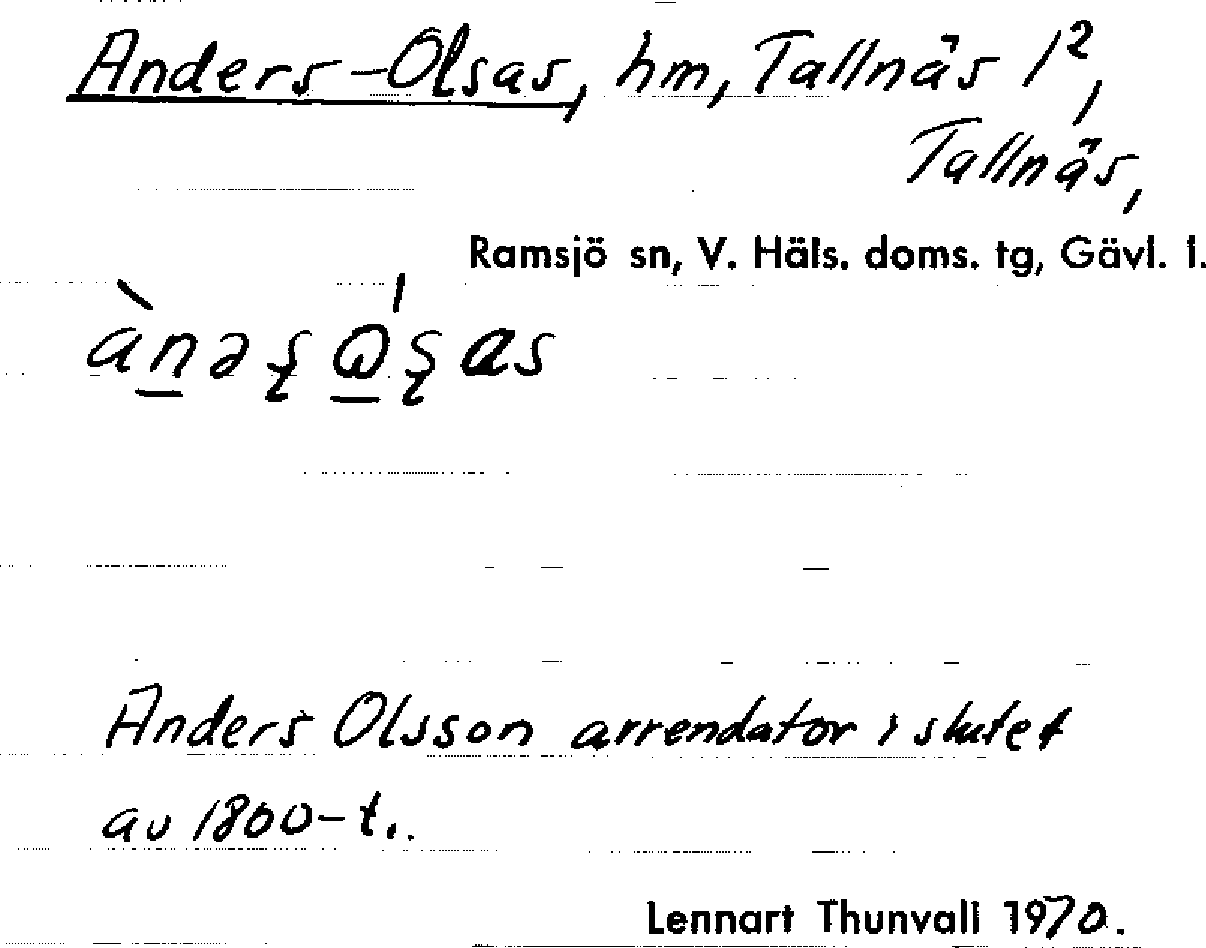 Anders-Olsas, hm, Tallnäs 1²,
Tallnäs,
Ramsjö sn, V. Häls. doms. tg, Gävl. l.
Anders Olsson arrendator i slutet
av 1800-t..
Lennart Thunvall 1970.